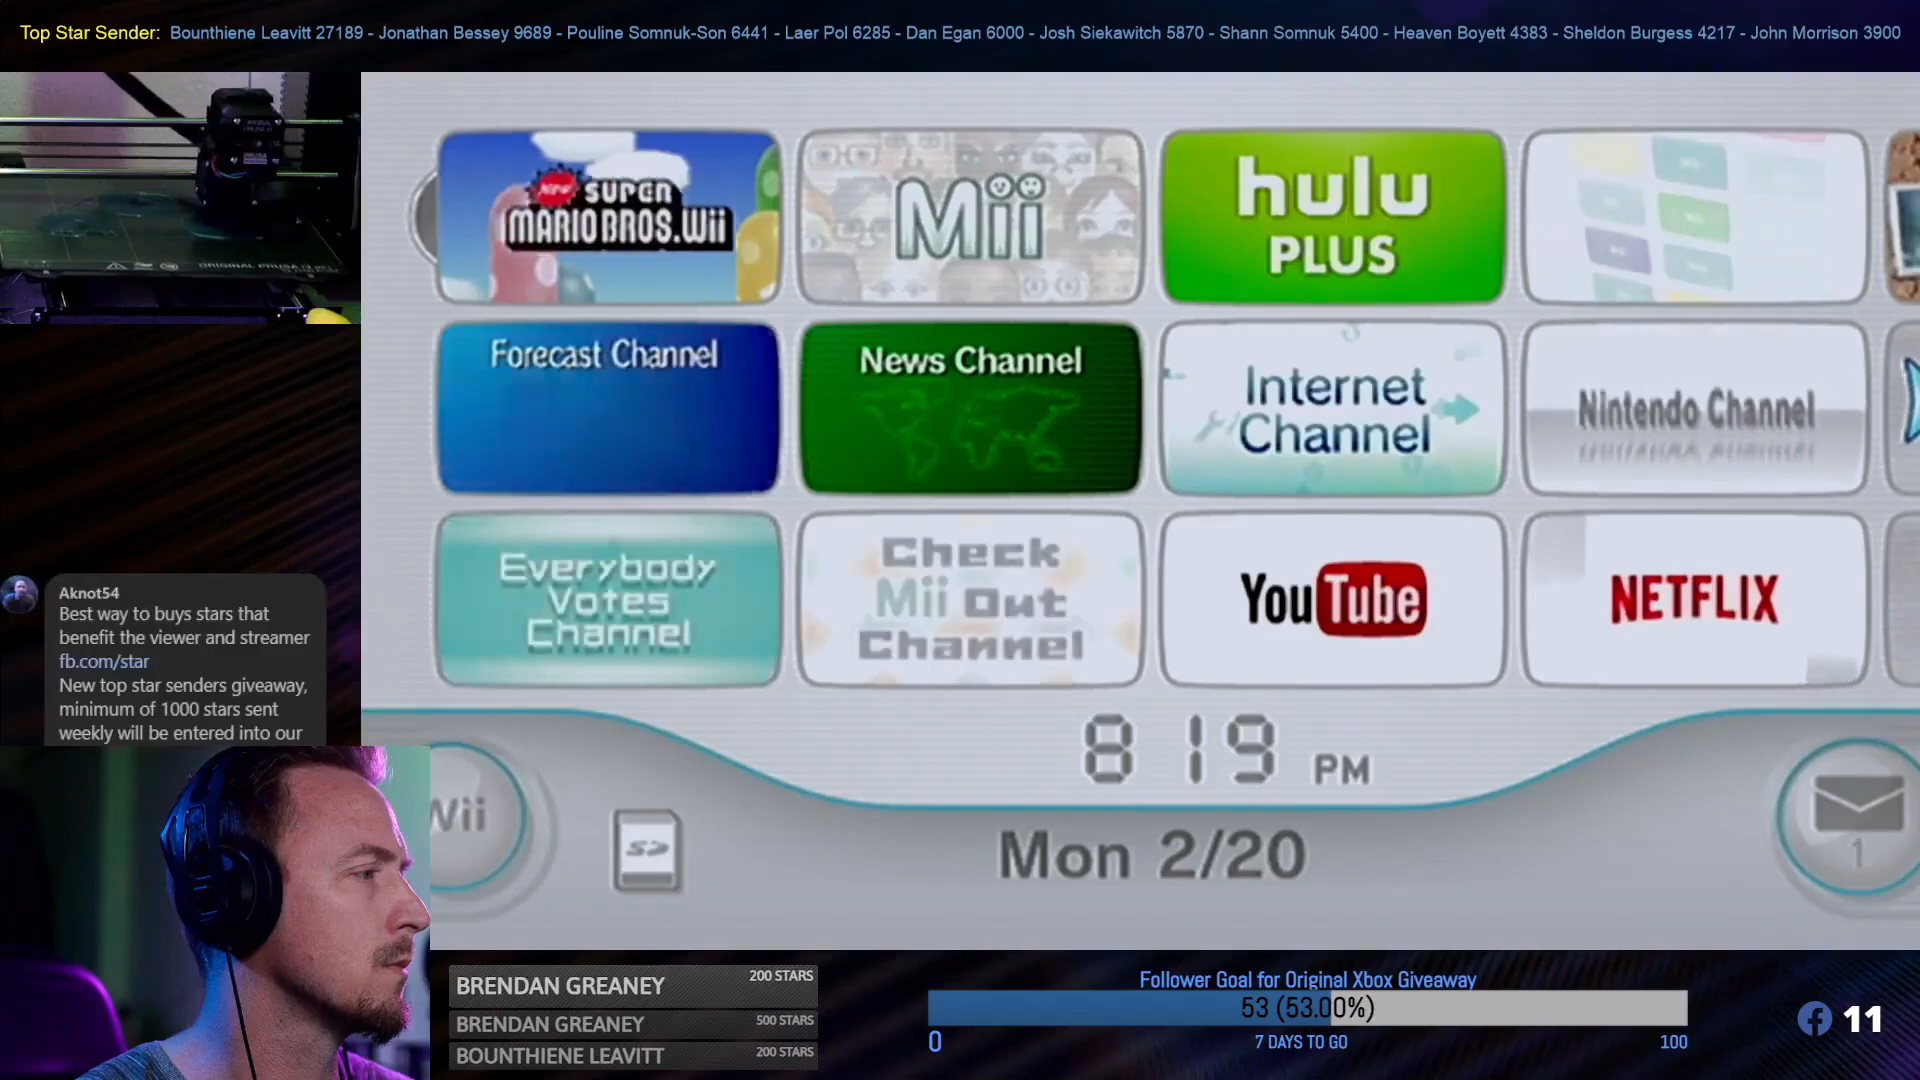 Top Star Sender: Bounthiene Leavitt 27189 - Jonathan Bessey 9689 - Pouline Somnuk-Son 6441 - Laer Pol 6285 - Dan Egan 6000 - Josh Siekawitch 5870 - Shann Somnuk 5400 - Heaven Boyett 4383 - Sheldon Burgess 4217 - John Morrison 3900
ORIGINAL PRUSA
New SUPER
MARIO BROS. Wii
Mii
hulu
PLUS
Forecast Channel
News Channel
Internet
Channel
Nintendo Channel
Everybody
Votes
Channel
Check
Mii Out
Channel
YouTube
NETFLIX
Aknot54
Best way to buys stars that
benefit the viewer and streamer
fb.com/star
New top star senders giveaway,
minimum of 1000 stars sent
weekly will be entered into our
8 19 PM
Wii
SD
Mon 2/20
1
BRENDAN GREANEY 200 STARS
BRENDAN GREANEY 500 STARS
BOUNTHIENE LEAVITT 200 STARS
Follower Goal for Original Xbox Giveaway
53 (53.00%)
0 7 DAYS TO GO 100
11